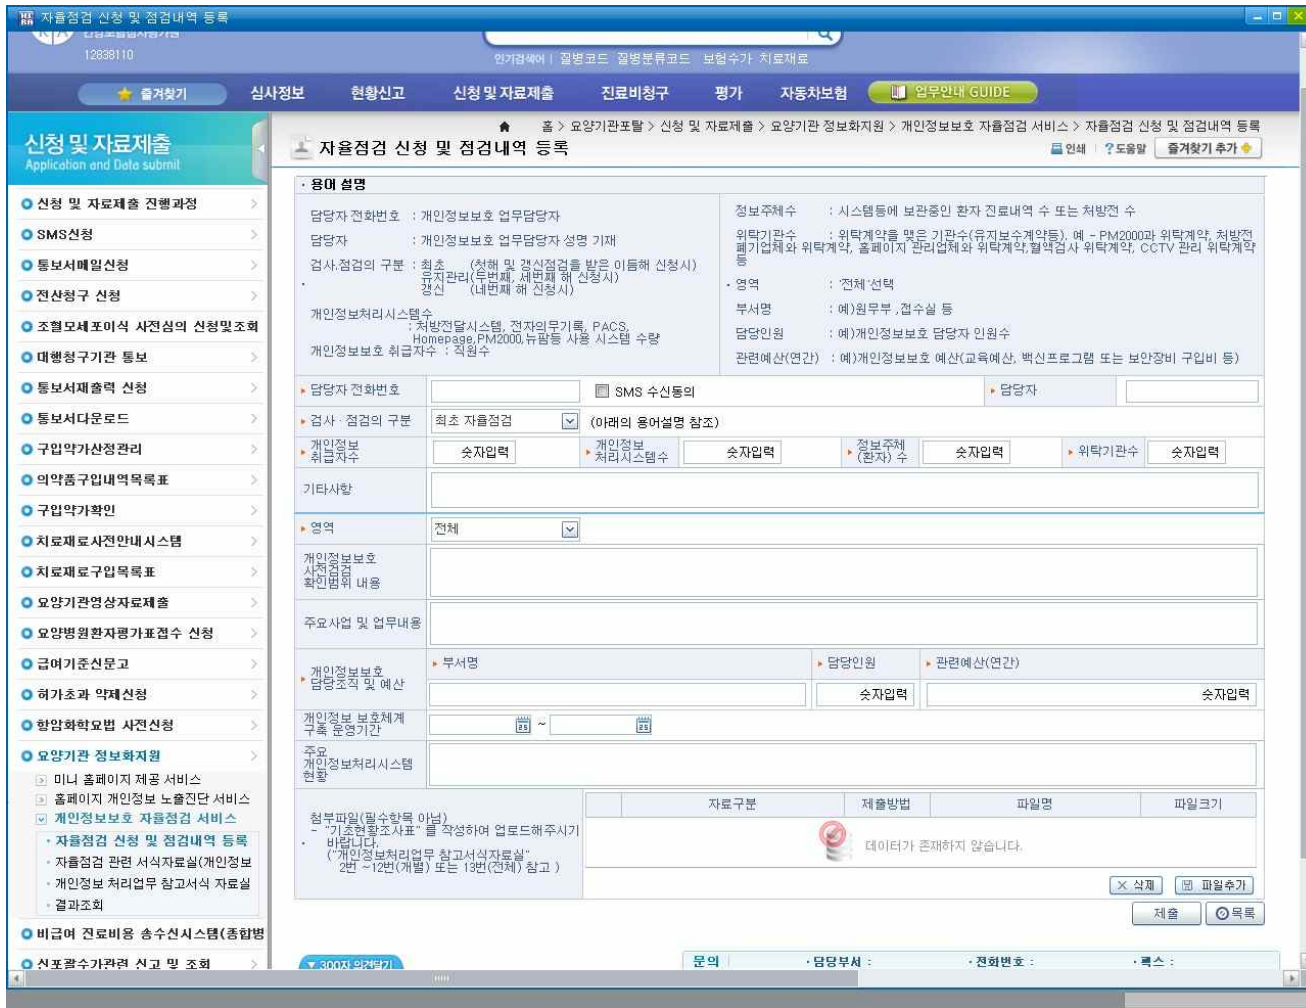 자율점검 신청 및 점검내역 등록
12838110
인기검색어 | 질병코드 질병분류코드 보험수가 치료재료
즐겨찾기 심사정보 현황신고 신청 및 자료제출 진료비청구 평가 자동차보험 업무안내 GUIDE
신청 및 자료제출
Application and Data submit
신청 및 자료제출 진행과정
SMS신청
통보서메일신청
전산청구 신청
조혈모세포이식 사전심의 신청및조회
대행청구기관 통보
통보서재출력 신청
통보서다운로드
구입약가산정관리
의약품구입내역목록표
구입약가확인
치료재료사전안내시스템
치료재료구입목록표
요양기관영상자료제출
요양병원환자평가표접수 신청
급여기준신문고
허가초과 약제신청
항암화학요법 사전신청
요양기관 정보화지원
미니 홈페이지 제공 서비스
홈페이지 개인정보 노출진단 서비스
개인정보보호 자율점검 서비스
· 자율점검 신청 및 점검내역 등록
· 자율점검 관련 서식자료실(개인정보
· 개인정보 처리업무 참고서식 자료실
· 결과조회
비급여 진료비용 송수신시스템(종합병
신포괄수가관련 신고 및 조회
홈 > 요양기관포탈 > 신청 및 자료제출 > 요양기관 정보화지원 > 개인정보보호 자율점검 서비스 > 자율점검 신청 및 점검내역 등록
자율점검 신청 및 점검내역 등록
인쇄 ? 도움말 즐겨찾기 추가
· 용어 설명
담당자 전화번호 : 개인정보보호 업무담당자
담당자 : 개인정보보호 업무담당자 성명 기재
검사.점검의 구분 : 최초 (첫해 및 갱신점검을 받은 이듬해 신청시)
유지관리(두번째, 세번째 해 신청시)
갱신 (네번째 해 신청시)
개인정보처리시스템수
: 처방전달시스템, 전자의무기록, PACS,
Homepage,PM2000,뉴팜등 사용 시스템 수량
개인정보보호 취급자수 : 직원수
정보주체수 : 시스템등에 보관중인 환자 진료내역 수 또는 처방전 수
위탁기관수 : 위탁계약을 맺은 기관수(유지보수계약등), 예 - PM2000과 위탁계약, 처방전
폐기업체와 위탁계약, 홈페이지 관리업체와 위탁계약,혈액검사 위탁계약, CCTV 관리 위탁계약
등
· 영역 : '전체'선택
부서명 : 예)원무부 ,접수실 등
담당인원 : 예)개인정보보호 담당자 인원수
관련예산(연간) : 예)개인정보보호 예산(교육예산, 백신프로그램 또는 보안장비 구입비 등)
담당자 전화번호 SMS 수신동의 담당자
검사 · 점검의 구분 최초 자율점검 (아래의 용어설명 참조)
개인정보
취급자수 숫자입력 개인정보
처리시스템수 숫자입력 정보주체
(환자) 수 숫자입력 위탁기관수 숫자입력
기타사항
영역 전체
개인정보보호
사전점검
확인범위 내용
주요사업 및 업무내용
개인정보보호
담당조직 및 예산
부서명 담당인원 관련예산(연간)
숫자입력 숫자입력
개인정보 보호체계
구축 운영기간 ~
주요
개인정보처리시스템
현황
첨부파일(필수항목 아님)
- "기초현황조사표" 를 작성하여 업로드해주시기
바랍니다.
("개인정보처리업무 참고서식자료실"
2번 ~12번(개별) 또는 13번(전체) 참고 )
자료구분 제출방법 파일명 파일크기
데이터가 존재하지 않습니다.
삭제 파일추가
제출 목록
문의 · 담당부서 : · 전화번호 : · 팩스 :